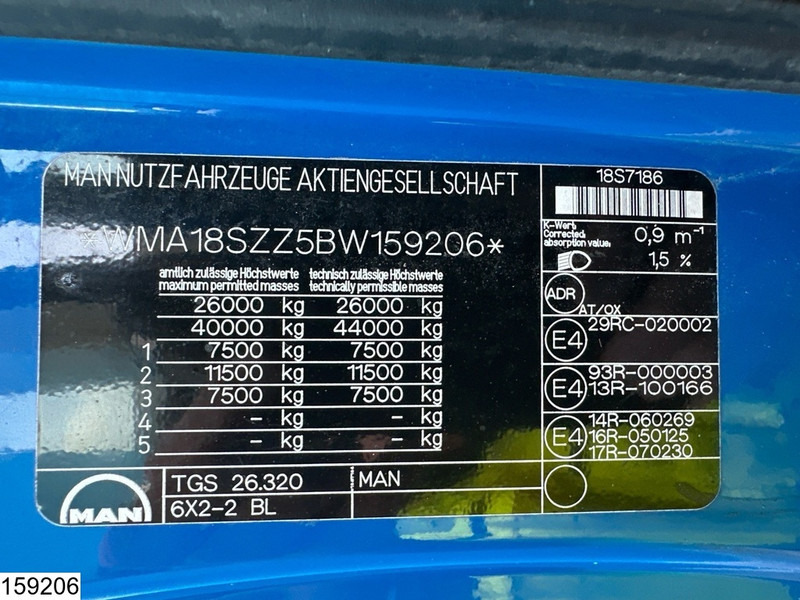 MAN NUTZFAHRZEUGE AKTIENGESELLSCHAFT
*WMA18SZZ5BW159206*
amtlich zulässige Höchstwerte technisch zulässige Höchstwerte
maximum permitted masses technically permissible masses
26000 kg 26000 kg
40000 kg 44000 kg
1 7500 kg 7500 kg
2 11500 kg 11500 kg
3 7500 kg 7500 kg
4 – kg – kg
5 – kg – kg
MAN
TGS 26.320
6X2-2 BL
MAN
18S7186
K-Wert:
Corrected
absorption value:
0,9 m⁻¹
1,5 %
ADR
AT/OX
E4 29RC-020002
E4 93R-000003
13R-100166
E4 14R-060269
16R-050125
17R-070230
159206